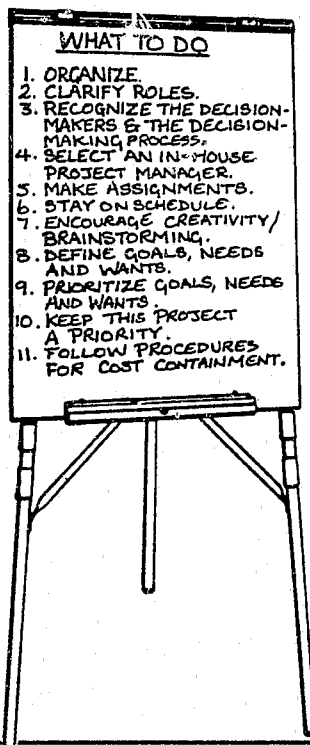 WHAT TO DO
1. ORGANIZE.
2. CLARIFY ROLES.
3. RECOGNIZE THE DECISION-
MAKERS & THE DECISION-
MAKING PROCESS.
4. SELECT AN IN-HOUSE
PROJECT MANAGER.
5. MAKE ASSIGNMENTS.
6. STAY ON SCHEDULE.
7. ENCOURAGE CREATIVITY/
BRAINSTORMING.
8. DEFINE GOALS, NEEDS
AND WANTS.
9. PRIORITIZE GOALS, NEEDS
AND WANTS.
10. KEEP THIS PROJECT
A PRIORITY.
11. FOLLOW PROCEDURES
FOR COST CONTAINMENT.